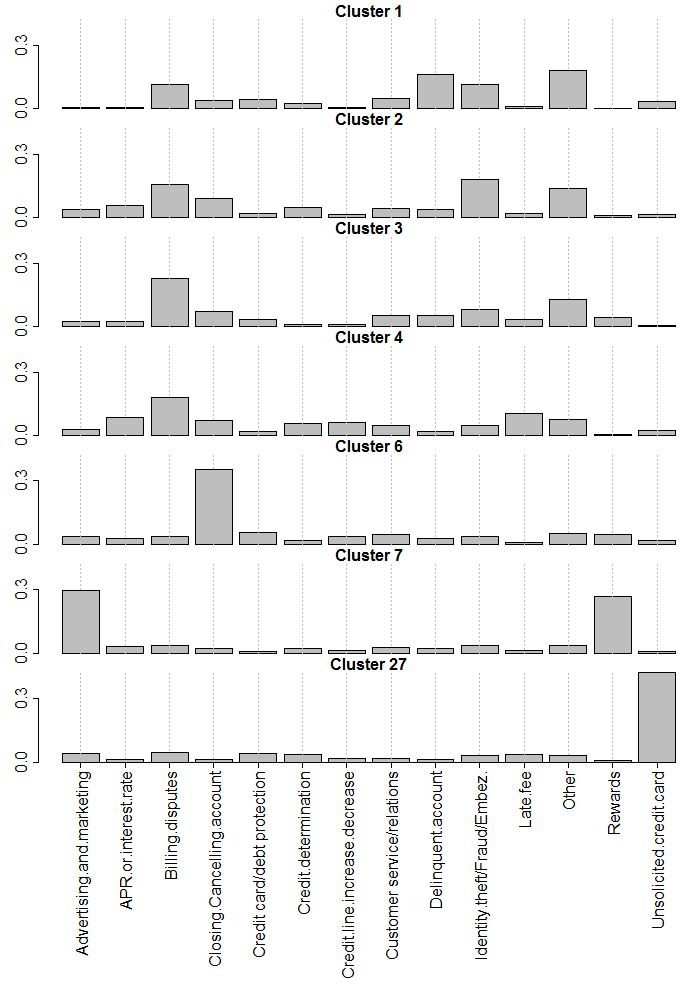 Cluster 1
0.3
0.0
Cluster 2
0.3
0.0
Cluster 3
0.3
0.0
Cluster 4
0.3
0.0
Cluster 6
0.3
0.0
Cluster 7
0.3
0.0
Cluster 27
0.3
0.0
Advertising.and.marketing
APR.or.interest.rate
Billing.disputes
Closing.Cancelling.account
Credit card/debt protection
Credit.determination
Credit.line.increase.decrease
Customer service/relations
Delinquent.account
Identity.theft/Fraud/Embez.
Late.fee
Other
Rewards
Unsolicited.credit.card